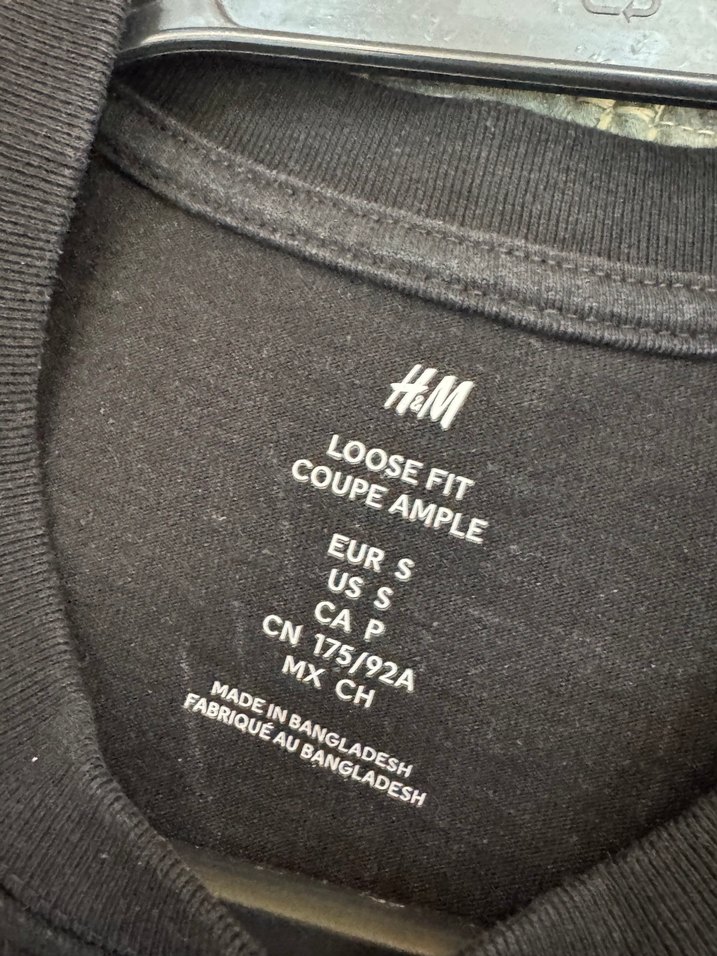 H&M
LOOSE FIT
COUPE AMPLE
EUR S
US S
CA P
CN 175/92A
MX CH
MADE IN BANGLADESH
FABRIQUÉ AU BANGLADESH